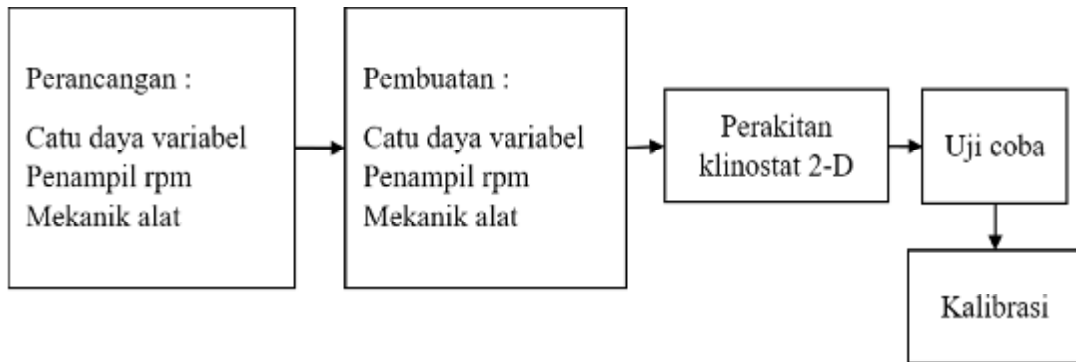 Perancangan :
Catu daya variabel
Penampil rpm
Mekanik alat
Pembuatan :
Catu daya variabel
Penampil rpm
Mekanik alat
Perakitan
klinostat 2-D
Uji coba
Kalibrasi